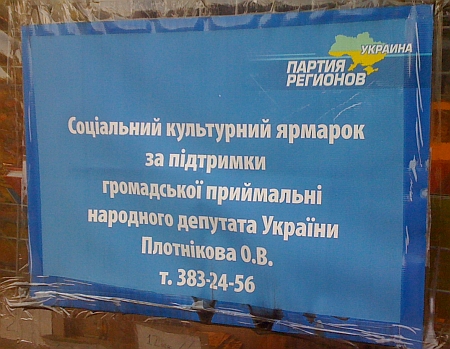 УКРАИНА
ПАРТИЯ
РЕГИОНОВ
Соціальний культурний ярмарок
за підтримки
громадської приймальні
народного депутата України
Плотнікова О.В.
т. 383-24-56